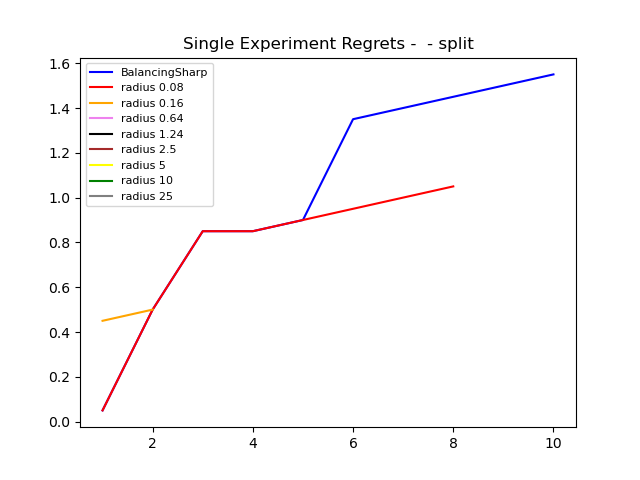 Single Experiment Regrets -  - split
BalancingSharp
radius 0.08
radius 0.16
radius 0.64
radius 1.24
radius 2.5
radius 5
radius 10
radius 25
1.6
1.4
1.2
1.0
0.8
0.6
0.4
0.2
0.0
2 4 6 8 10